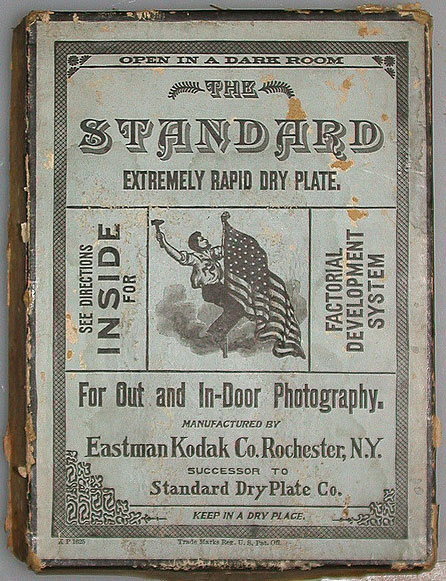 OPEN IN A DARK ROOM
THE
STANDARD
EXTREMELY RAPID DRY PLATE.
SEE DIRECTIONS
INSIDE
FOR
FACTORIAL
DEVELOPMENT
SYSTEM
For Out and In-Door Photography.
MANUFACTURED BY
Eastman Kodak Co. Rochester, N.Y.
SUCCESSOR TO
Standard Dry Plate Co.
KEEP IN A DRY PLACE.
Trade Marks Reg. U. S. Pat. Off.